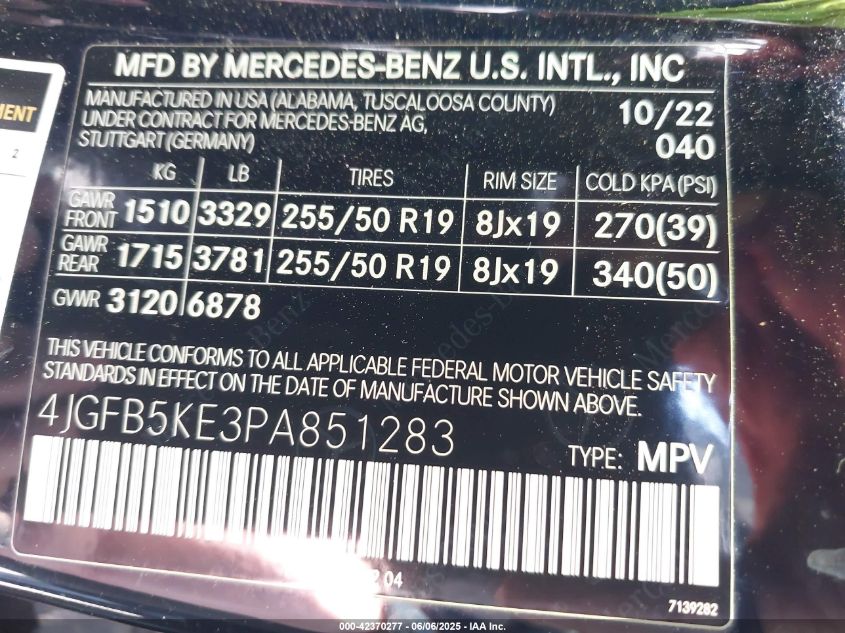 MENT
2
MFD BY MERCEDES-BENZ U.S. INTL., INC
MANUFACTURED IN USA (ALABAMA, TUSCALOOSA COUNTY) 10/22
UNDER CONTRACT FOR MERCEDES-BENZ AG, 040
STUTTGART (GERMANY)
KG LB TIRES RIM SIZE COLD KPA (PSI)
GAWR FRONT 1510 3329 255/50 R19 8Jx19 270(39)
GAWR REAR 1715 3781 255/50 R19 8Jx19 340(50)
GVWR 3120 6878
THIS VEHICLE CONFORMS TO ALL APPLICABLE FEDERAL MOTOR VEHICLE SAFETY
STANDARDS IN EFFECT ON THE DATE OF MANUFACTURE SHOWN ABOVE.
4JGFB5KE3PA851283
TYPE: MPV
2 04
7139282
000-42370277 - 06/06/2025 - IAA Inc.